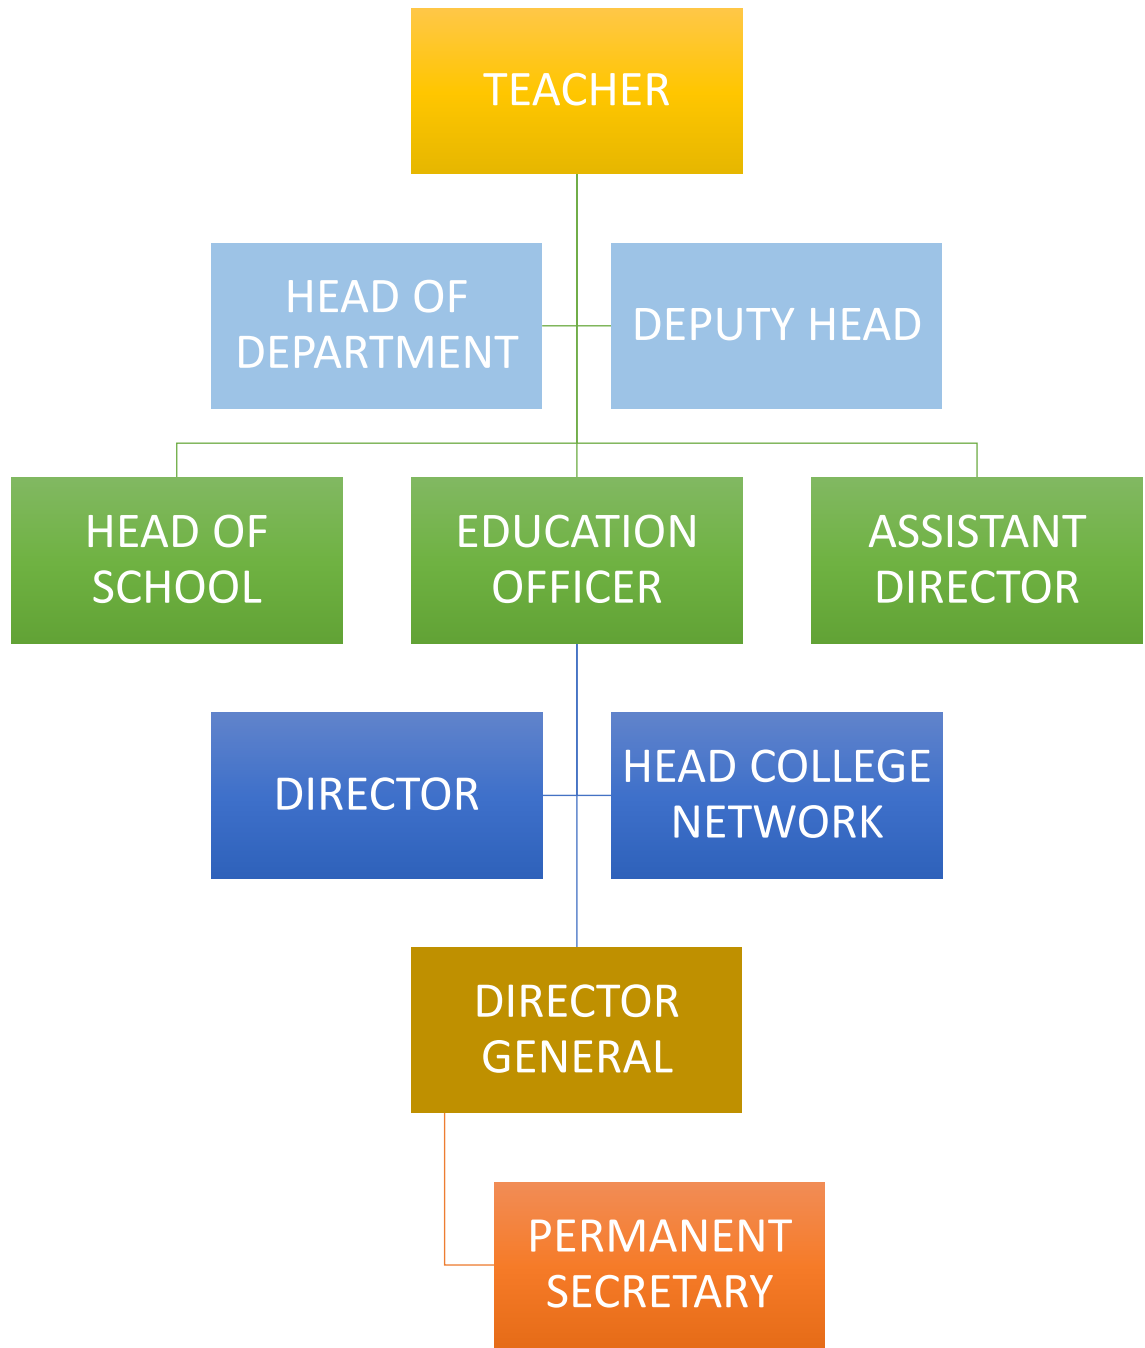 TEACHER
HEAD OF
DEPARTMENT
DEPUTY HEAD
HEAD OF
SCHOOL
EDUCATION
OFFICER
ASSISTANT
DIRECTOR
DIRECTOR
HEAD COLLEGE
NETWORK
DIRECTOR
GENERAL
PERMANENT
SECRETARY